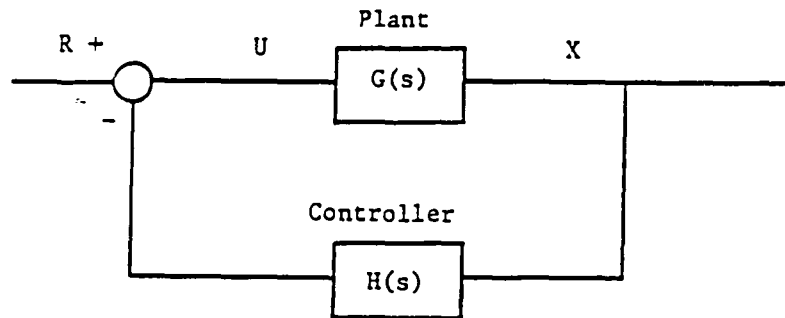 Plant
R + U X
G(s)
-
Controller
H(s)